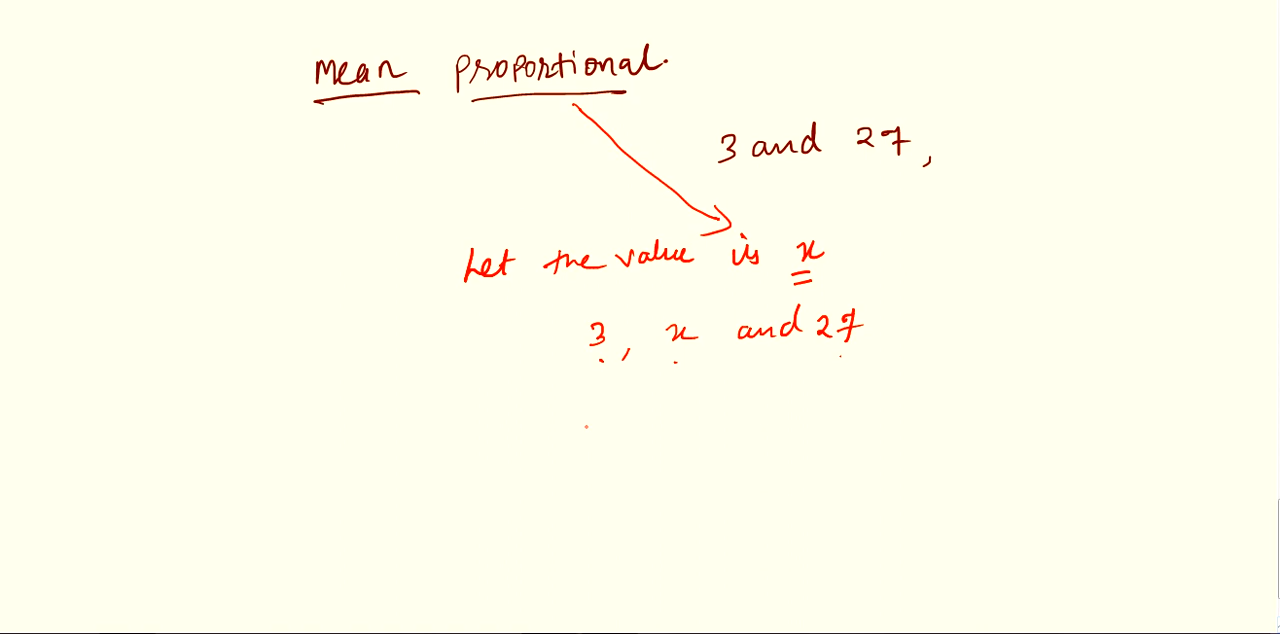 Mean Proportional.
3 and 27,
Let the value is x
3, x and 27